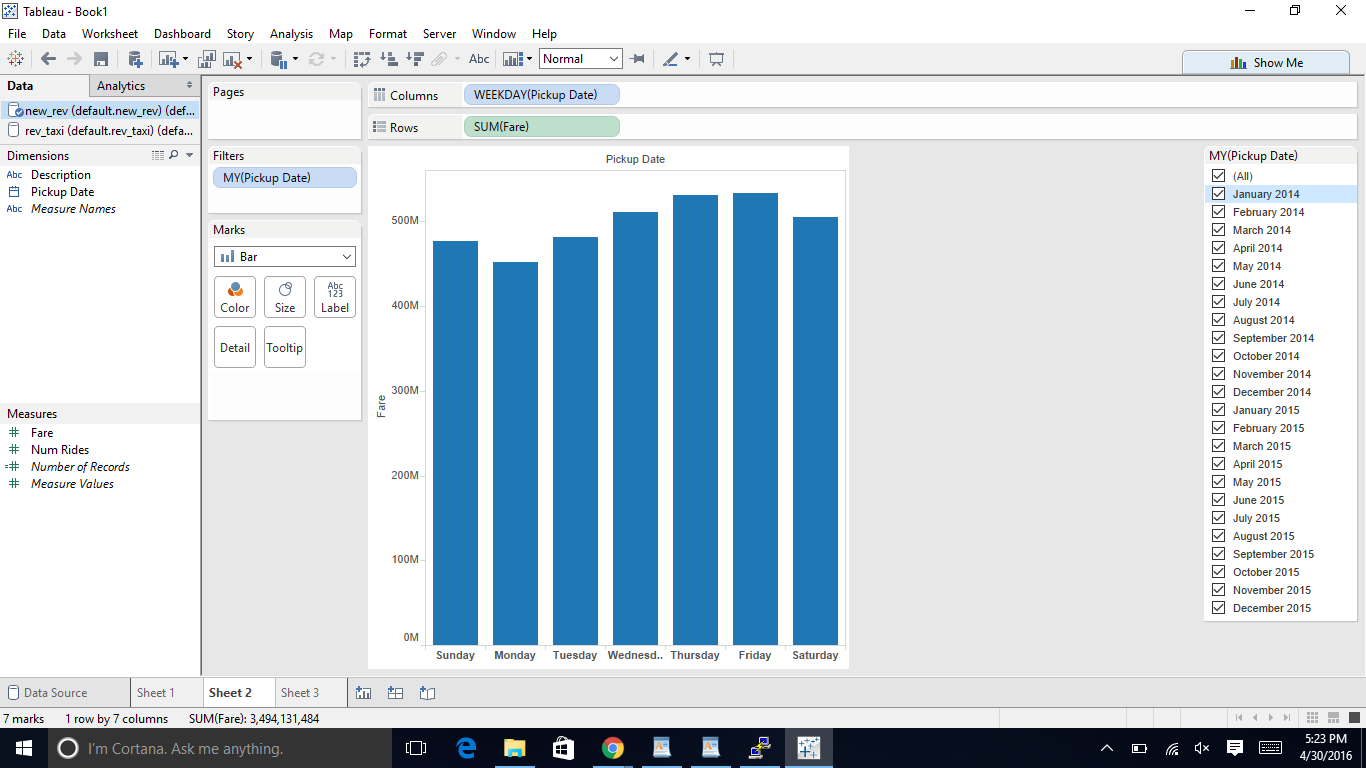 Tableau - Book1
File Data Worksheet Dashboard Story Analysis Map Format Server Window Help
Abc Normal Show Me
Data Analytics
new_rev (default.new_rev) (def...
rev_taxi (default.rev_taxi) (defa...
Dimensions
Abc Description
Pickup Date
Abc Measure Names
Measures
Fare
Num Rides
Number of Records
Measure Values
Pages
Filters
MY(Pickup Date)
Marks
Bar
Color Size Abc 123 Label
Detail Tooltip
Columns WEEKDAY(Pickup Date)
Rows SUM(Fare)
Pickup Date
500M
400M
300M
200M
100M
0M
Fare
Sunday Monday Tuesday Wednesd.. Thursday Friday Saturday
MY(Pickup Date)
(All)
January 2014
February 2014
March 2014
April 2014
May 2014
June 2014
July 2014
August 2014
September 2014
October 2014
November 2014
December 2014
January 2015
February 2015
March 2015
April 2015
May 2015
June 2015
July 2015
August 2015
September 2015
October 2015
November 2015
December 2015
Data Source Sheet 1 Sheet 2 Sheet 3
7 marks 1 row by 7 columns SUM(Fare): 3,494,131,484
I'm Cortana. Ask me anything.
5:23 PM
4/30/2016